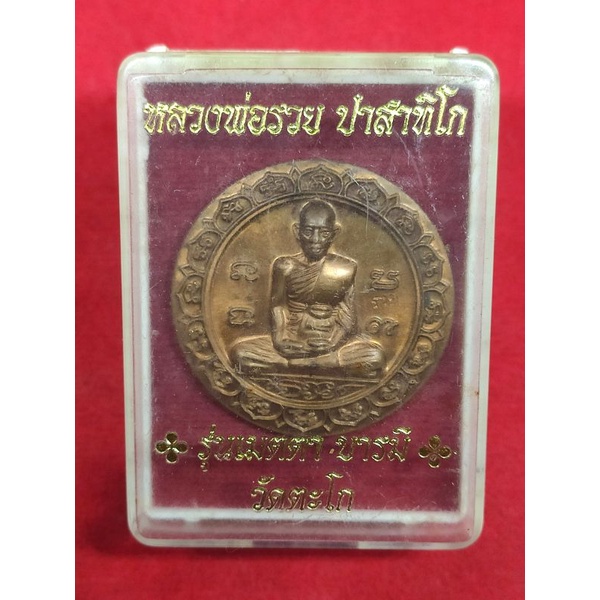 หลวงพ่อรวย ปาสาทิโก
รุ่นเมตตา บารมี
วัดตะโก